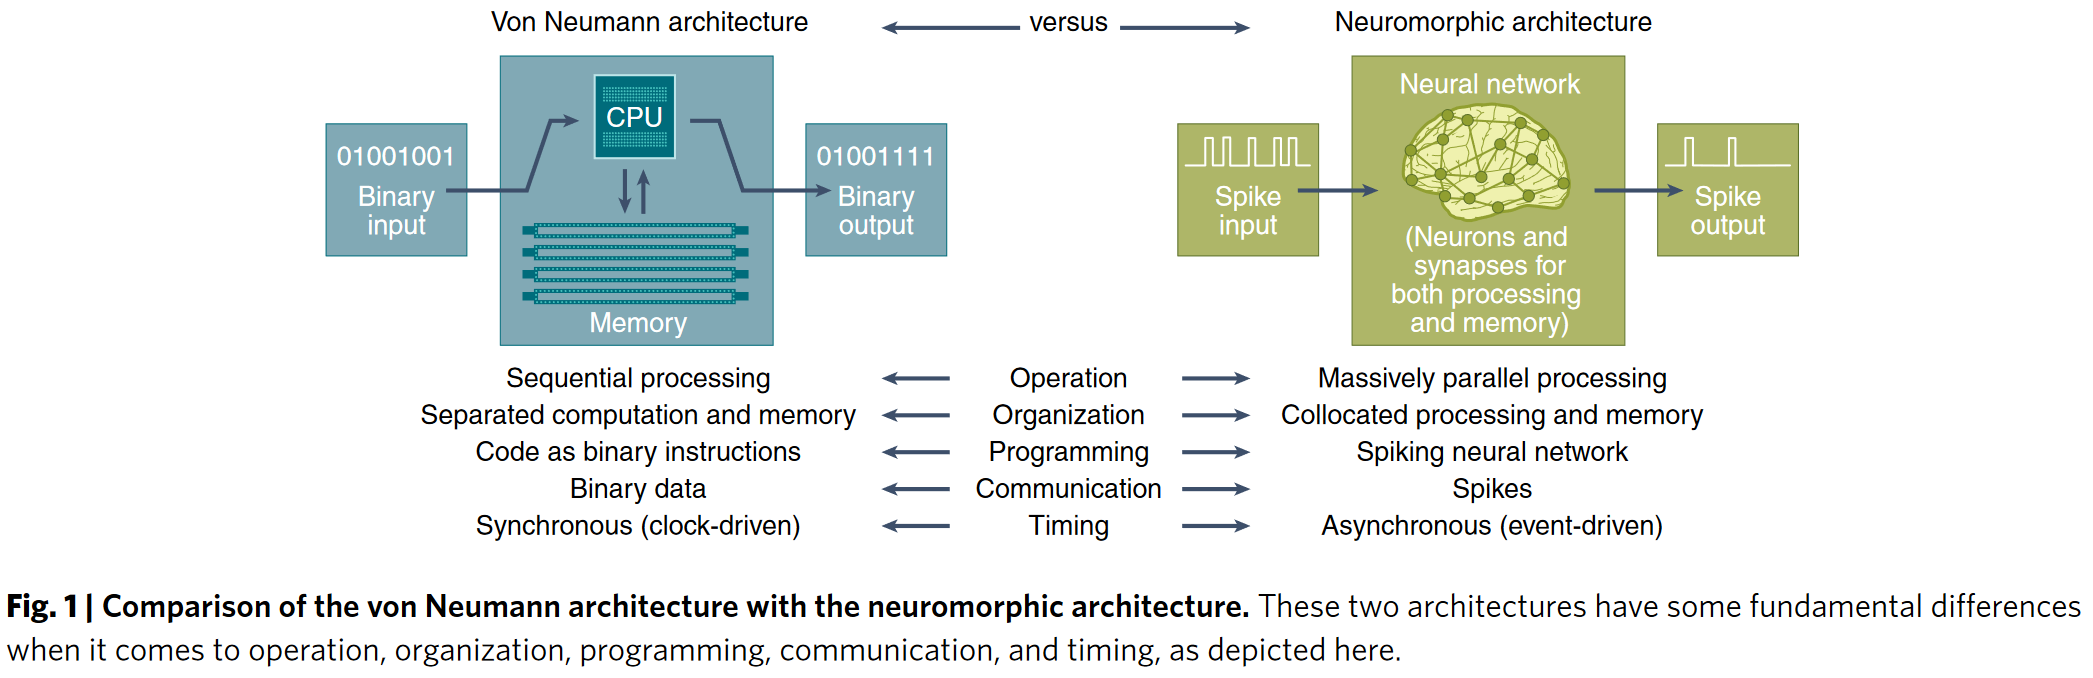 Von Neumann architecture versus Neuromorphic architecture
CPU
Memory
01001001
Binary
input
01001111
Binary
output
Neural network
(Neurons and
synapses for
both processing
and memory)
Spike
input
Spike
output
Sequential processing Operation Massively parallel processing
Separated computation and memory Organization Collocated processing and memory
Code as binary instructions Programming Spiking neural network
Binary data Communication Spikes
Synchronous (clock-driven) Timing Asynchronous (event-driven)
Fig. 1 | Comparison of the von Neumann architecture with the neuromorphic architecture. These two architectures have some fundamental differences
when it comes to operation, organization, programming, communication, and timing, as depicted here.